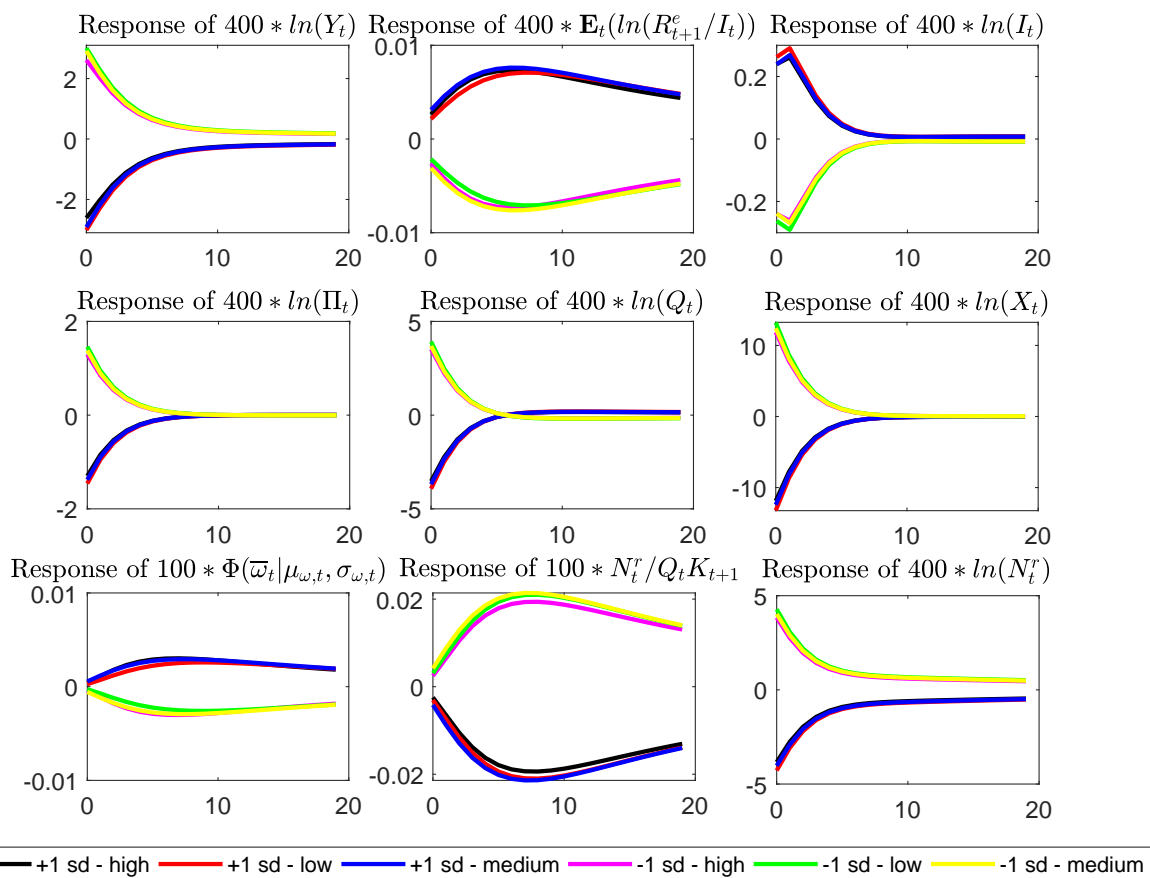 Response of 400 ∗ ln(Y_t) Response of 400 ∗ E_t(ln(R^e_{t+1}/I_t)) Response of 400 ∗ ln(I_t)
2
0
-2
0 10 20
0.01
0
-0.01
0 10 20
0.2
0
-0.2
0 10 20
Response of 400 ∗ ln(Π_t) Response of 400 ∗ ln(Q_t) Response of 400 ∗ ln(X_t)
2
0
-2
0 10 20
5
0
-5
0 10 20
10
0
-10
0 10 20
Response of 100 ∗ Φ(ω̅_t|μ_{ω,t}, σ_{ω,t}) Response of 100 ∗ N^r_t/Q_tK_{t+1} Response of 400 ∗ ln(N^r_t)
0.01
0
-0.01
0 10 20
0.02
0
-0.02
0 10 20
5
0
-5
0 10 20
+1 sd - high +1 sd - low +1 sd - medium -1 sd - high -1 sd - low -1 sd - medium